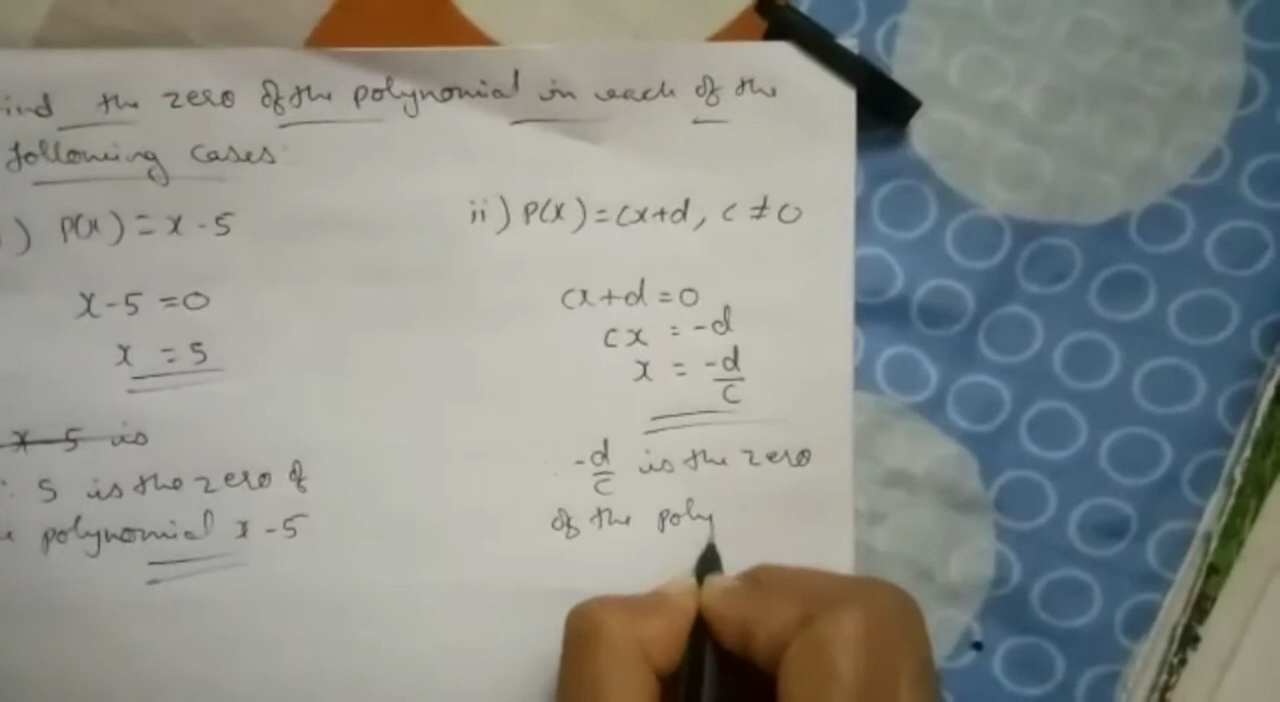 ind the zero of the polynomial in each of the
following cases
) P(x) = x - 5
x - 5 = 0
x = 5
x - 5 is
∴ 5 is the zero of
e polynomial x - 5
ii) P(x) = cx + d, c ≠ 0
cx + d = 0
cx = -d
x = -d/c
-d/c is the zero
of the poly